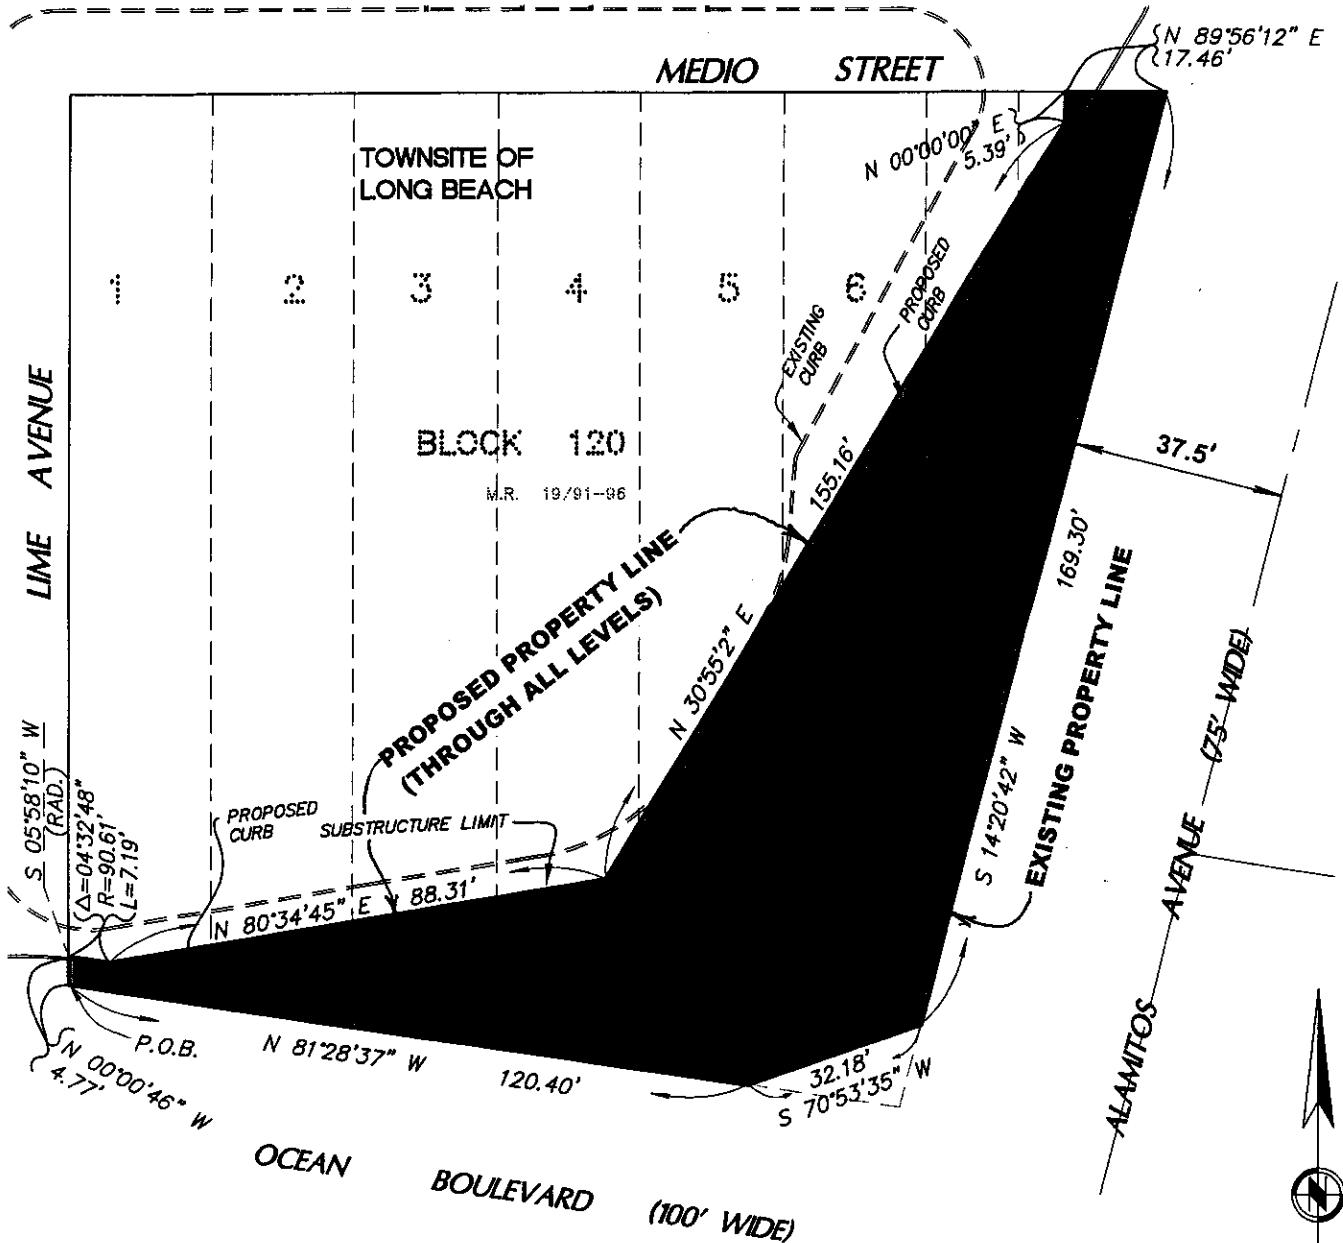 MEDIO STREET
N 89°56'12" E
17.46'
N 00°00'00" E
5.39'
TOWNSITE OF
LONG BEACH
1 2 3 4 5 6
EXISTING
CURB
PROPOSED
CURB
LIME AVENUE
BLOCK 120
M.R. 19/91-96
155.16'
37.5'
169.30'
PROPOSED PROPERTY LINE
(THROUGH ALL LEVELS)
N 30°55'2" E
EXISTING PROPERTY LINE
S 14°20'42" W
ALAMITOS AVENUE (75' WIDE)
S 05°58'10" W
(RAD.)
Δ=04°32'48"
R=90.61'
L=7.19'
PROPOSED
CURB
SUBSTRUCTURE LIMIT
N 80°34'45" E 88.31'
P.O.B.
N 00°00'46" W
4.77'
N 81°28'37" W 120.40'
32.18'
S 70°53'35" W
OCEAN BOULEVARD (100' WIDE)
N